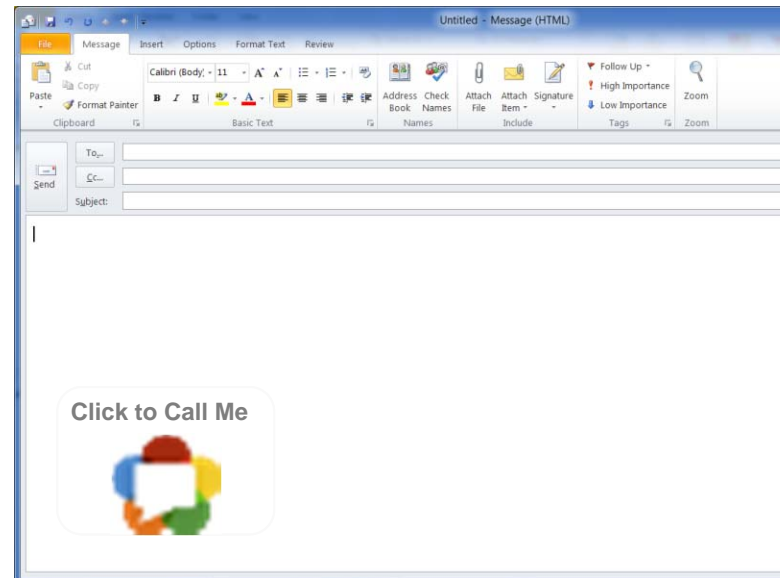 Untitled - Message (HTML)
File Message Insert Options Format Text Review
Paste
Cut
Copy
Format Painter
Clipboard
Calibri (Body) 11 A A
B I U A
Basic Text
Address Book
Check Names
Names
Attach File
Attach Item
Signature
Include
Follow Up
High Importance
Low Importance
Tags
Zoom
Zoom
Send
To...
Cc...
Subject:
Click to Call Me